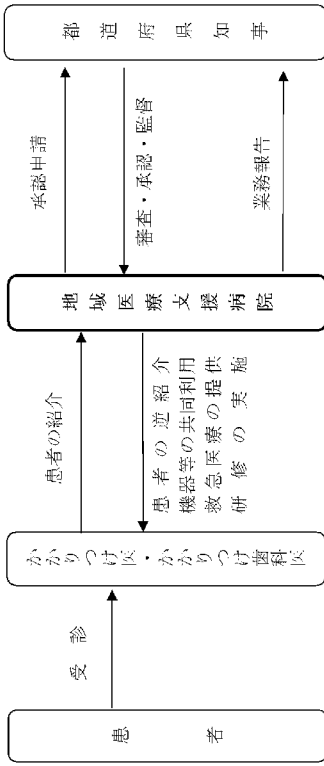 都道府県知事
承認申請
審査・承認・監督
業務報告
地域医療支援病院
患者の紹介
患者の逆紹介
機器等の共同利用
救急医療の提供
研修の実施
かかりつけ医・かかりつけ歯科医
受診
患者